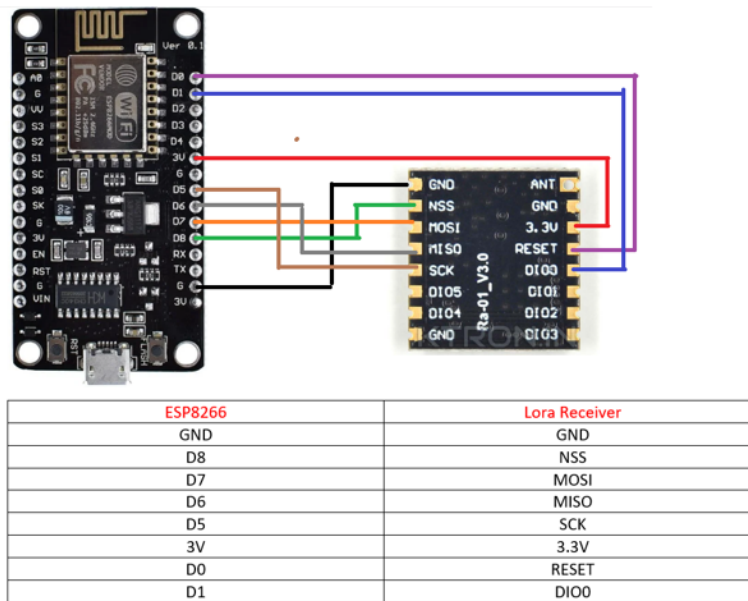 Ver 0.1
A0
G
VV
S3
S2
S1
SC
S0
SK
G
3V
EN
RST
G
VIN
D0
D1
D2
D3
D4
3V
G
D5
D6
D7
D8
RX
TX
G
3V
WiFi
FC
RST
FLASH
GND
NSS
MOSI
MISO
SCK
DIO5
DIO4
GND
Ra-01_V3.0
ANT
GND
3.3V
RESET
DIO0
DIO1
DIO2
DIO3
ESP8266 Lora Receiver
GND GND
D8 NSS
D7 MOSI
D6 MISO
D5 SCK
3V 3.3V
D0 RESET
D1 DIO0